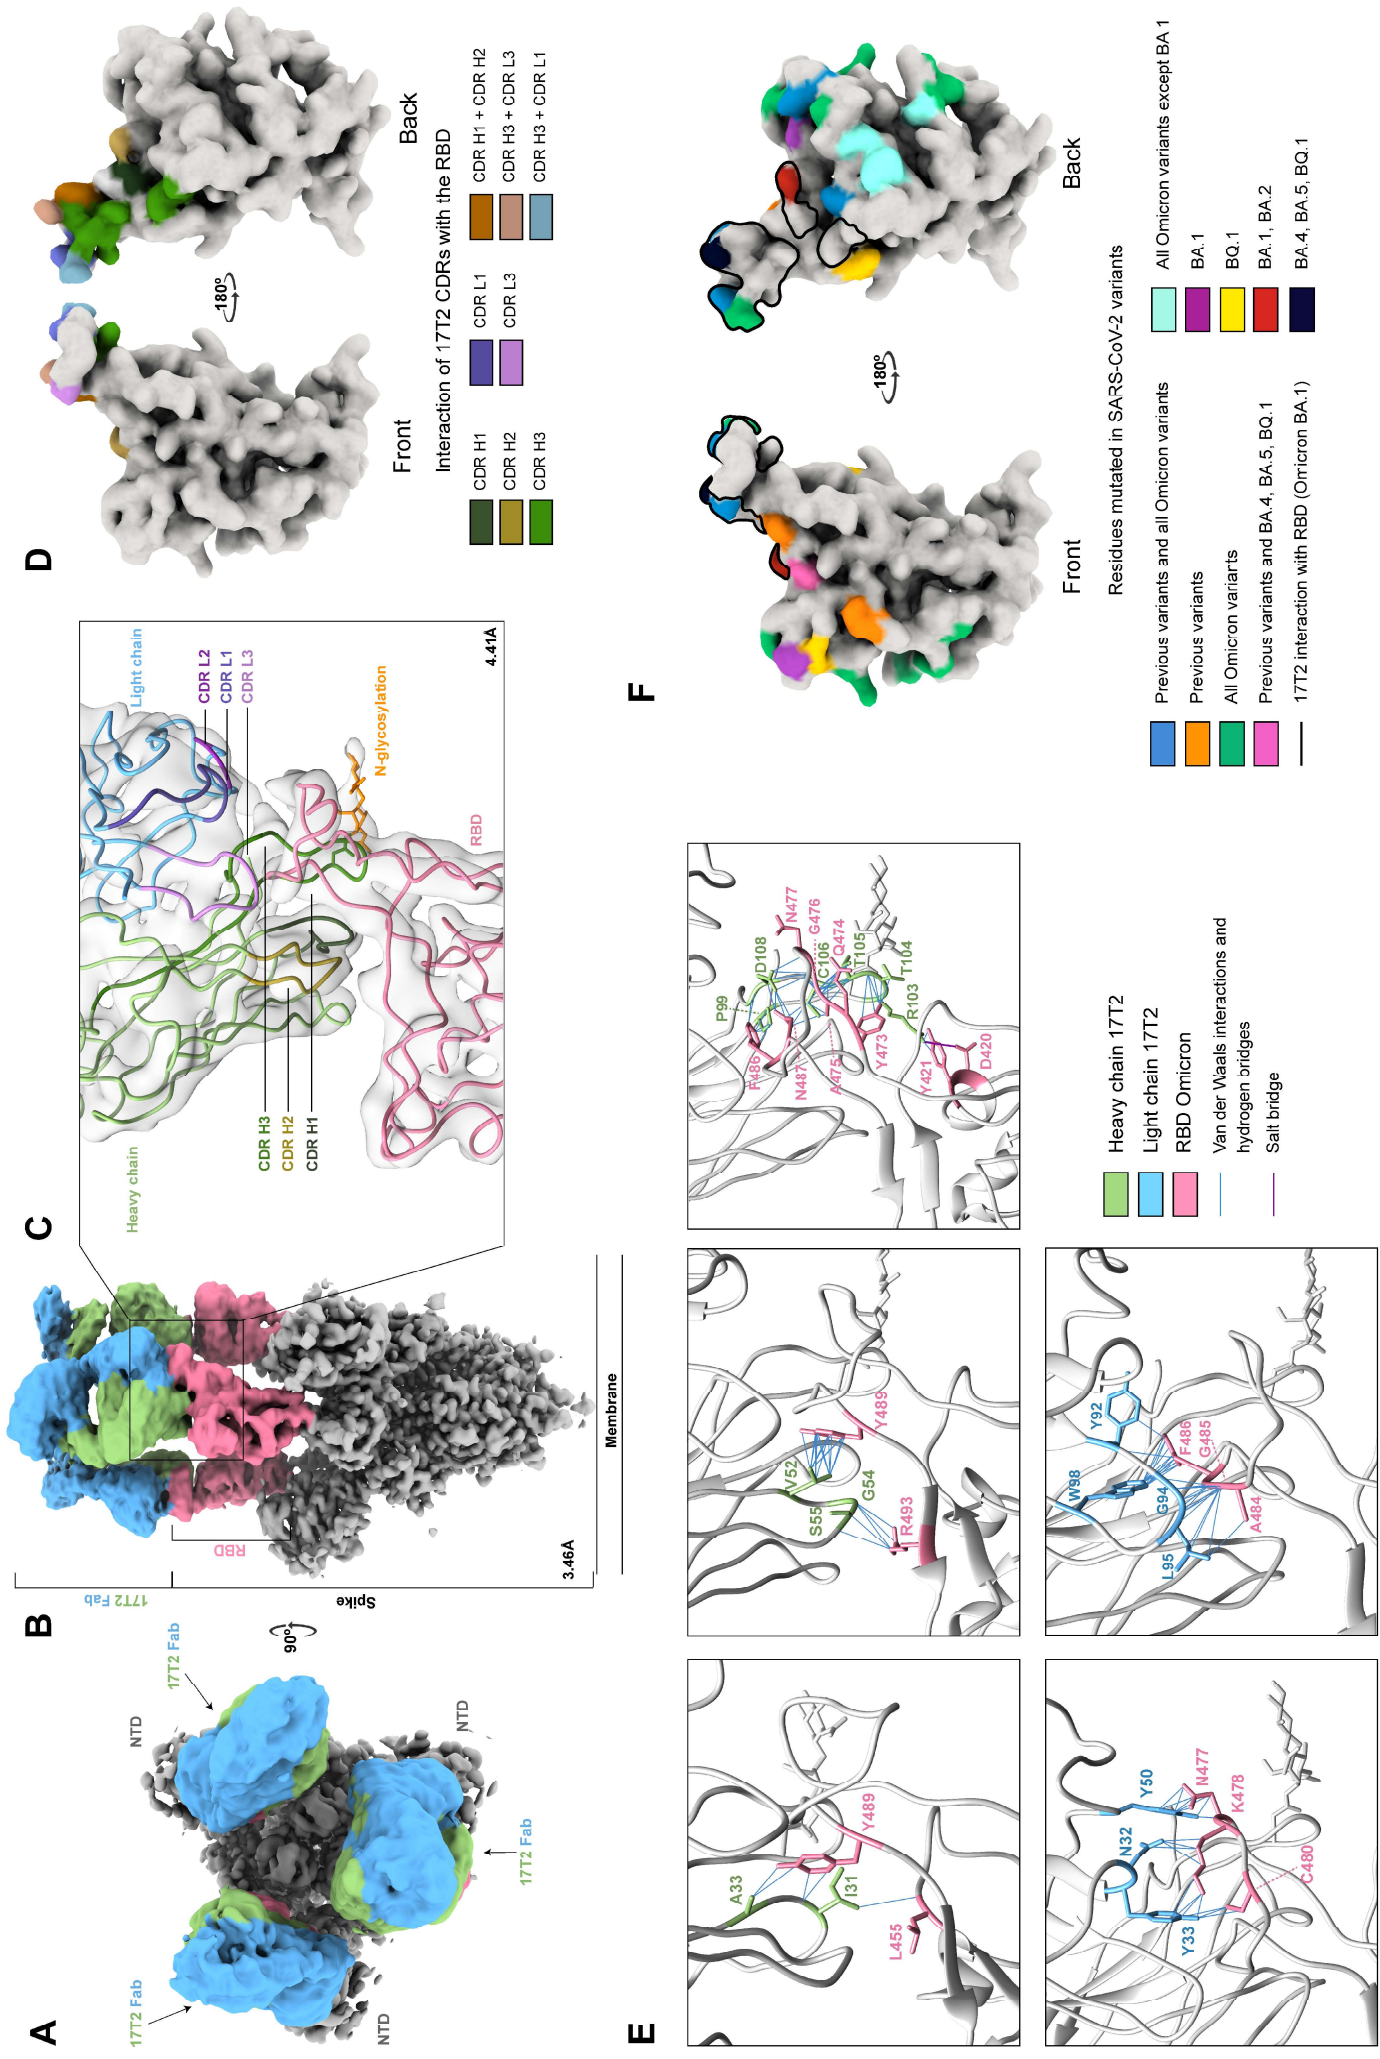 A
17T2 Fab
17T2 Fab
17T2 Fab
NTD
NTD
NTD
90º
B
17T2 Fab
RBD
Spike
3.46Å
Membrane
C
Heavy chain
Light chain
CDR H3
CDR H2
CDR H1
CDR L2
CDR L1
CDR L3
N-glycosylation
RBD
4.41Å
D
180º
Front
Back
Interaction of 17T2 CDRs with the RBD
CDR H1
CDR H2
CDR H3
CDR L1
CDR L3
CDR H1 + CDR H2
CDR H3 + CDR L3
CDR H3 + CDR L1
E
A33
Y489
I31
L455
V52
S55
G54
Y489
R493
P99
D108
N477
G476
C106
Q474
T105
T104
F486
N487
A475
Y473
R103
Y421
D420
Y50
N32
N477
K478
Y33
C480
Y92
W98
F486
G485
G94
L95
A484
Heavy chain 17T2
Light chain 17T2
RBD Omicron
Van der Waals interactions and
hydrogen bridges
Salt bridge
F
180º
Front
Back
Residues mutated in SARS-CoV-2 variants
Previous variants and all Omicron variants
Previous variants
All Omicron variants
Previous variants and BA.4, BA.5, BQ.1
17T2 interaction with RBD (Omicron BA.1)
All Omicron variants except BA 1
BA.1
BQ.1
BA.1, BA.2
BA.4, BA.5, BQ.1